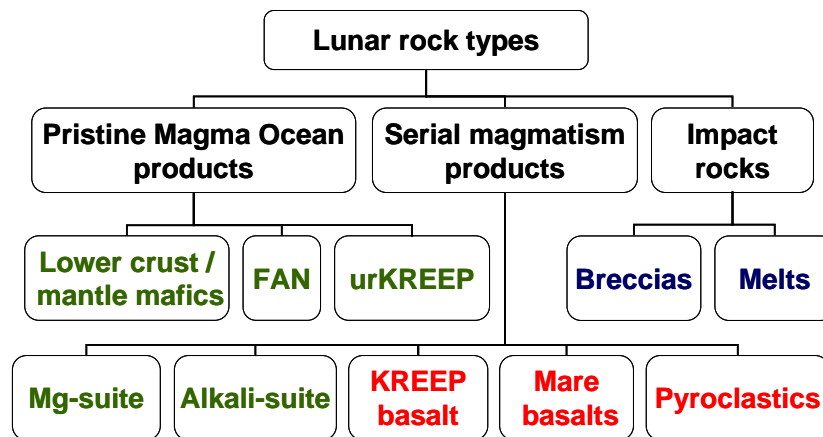 Lunar rock types
Pristine Magma Ocean
products
Serial magmatism
products
Impact
rocks
Lower crust /
mantle mafics
FAN
urKREEP
Breccias
Melts
Mg-suite
Alkali-suite
KREEP
basalt
Mare
basalts
Pyroclastics